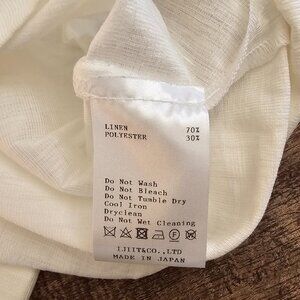 LINEN 70%
POLYESTER 30%
Do Not Wash
Do Not Bleach
Do Not Tumble Dry
Cool Iron
Dryclean
Do Not Wet Cleaning
MADE IN JAPAN